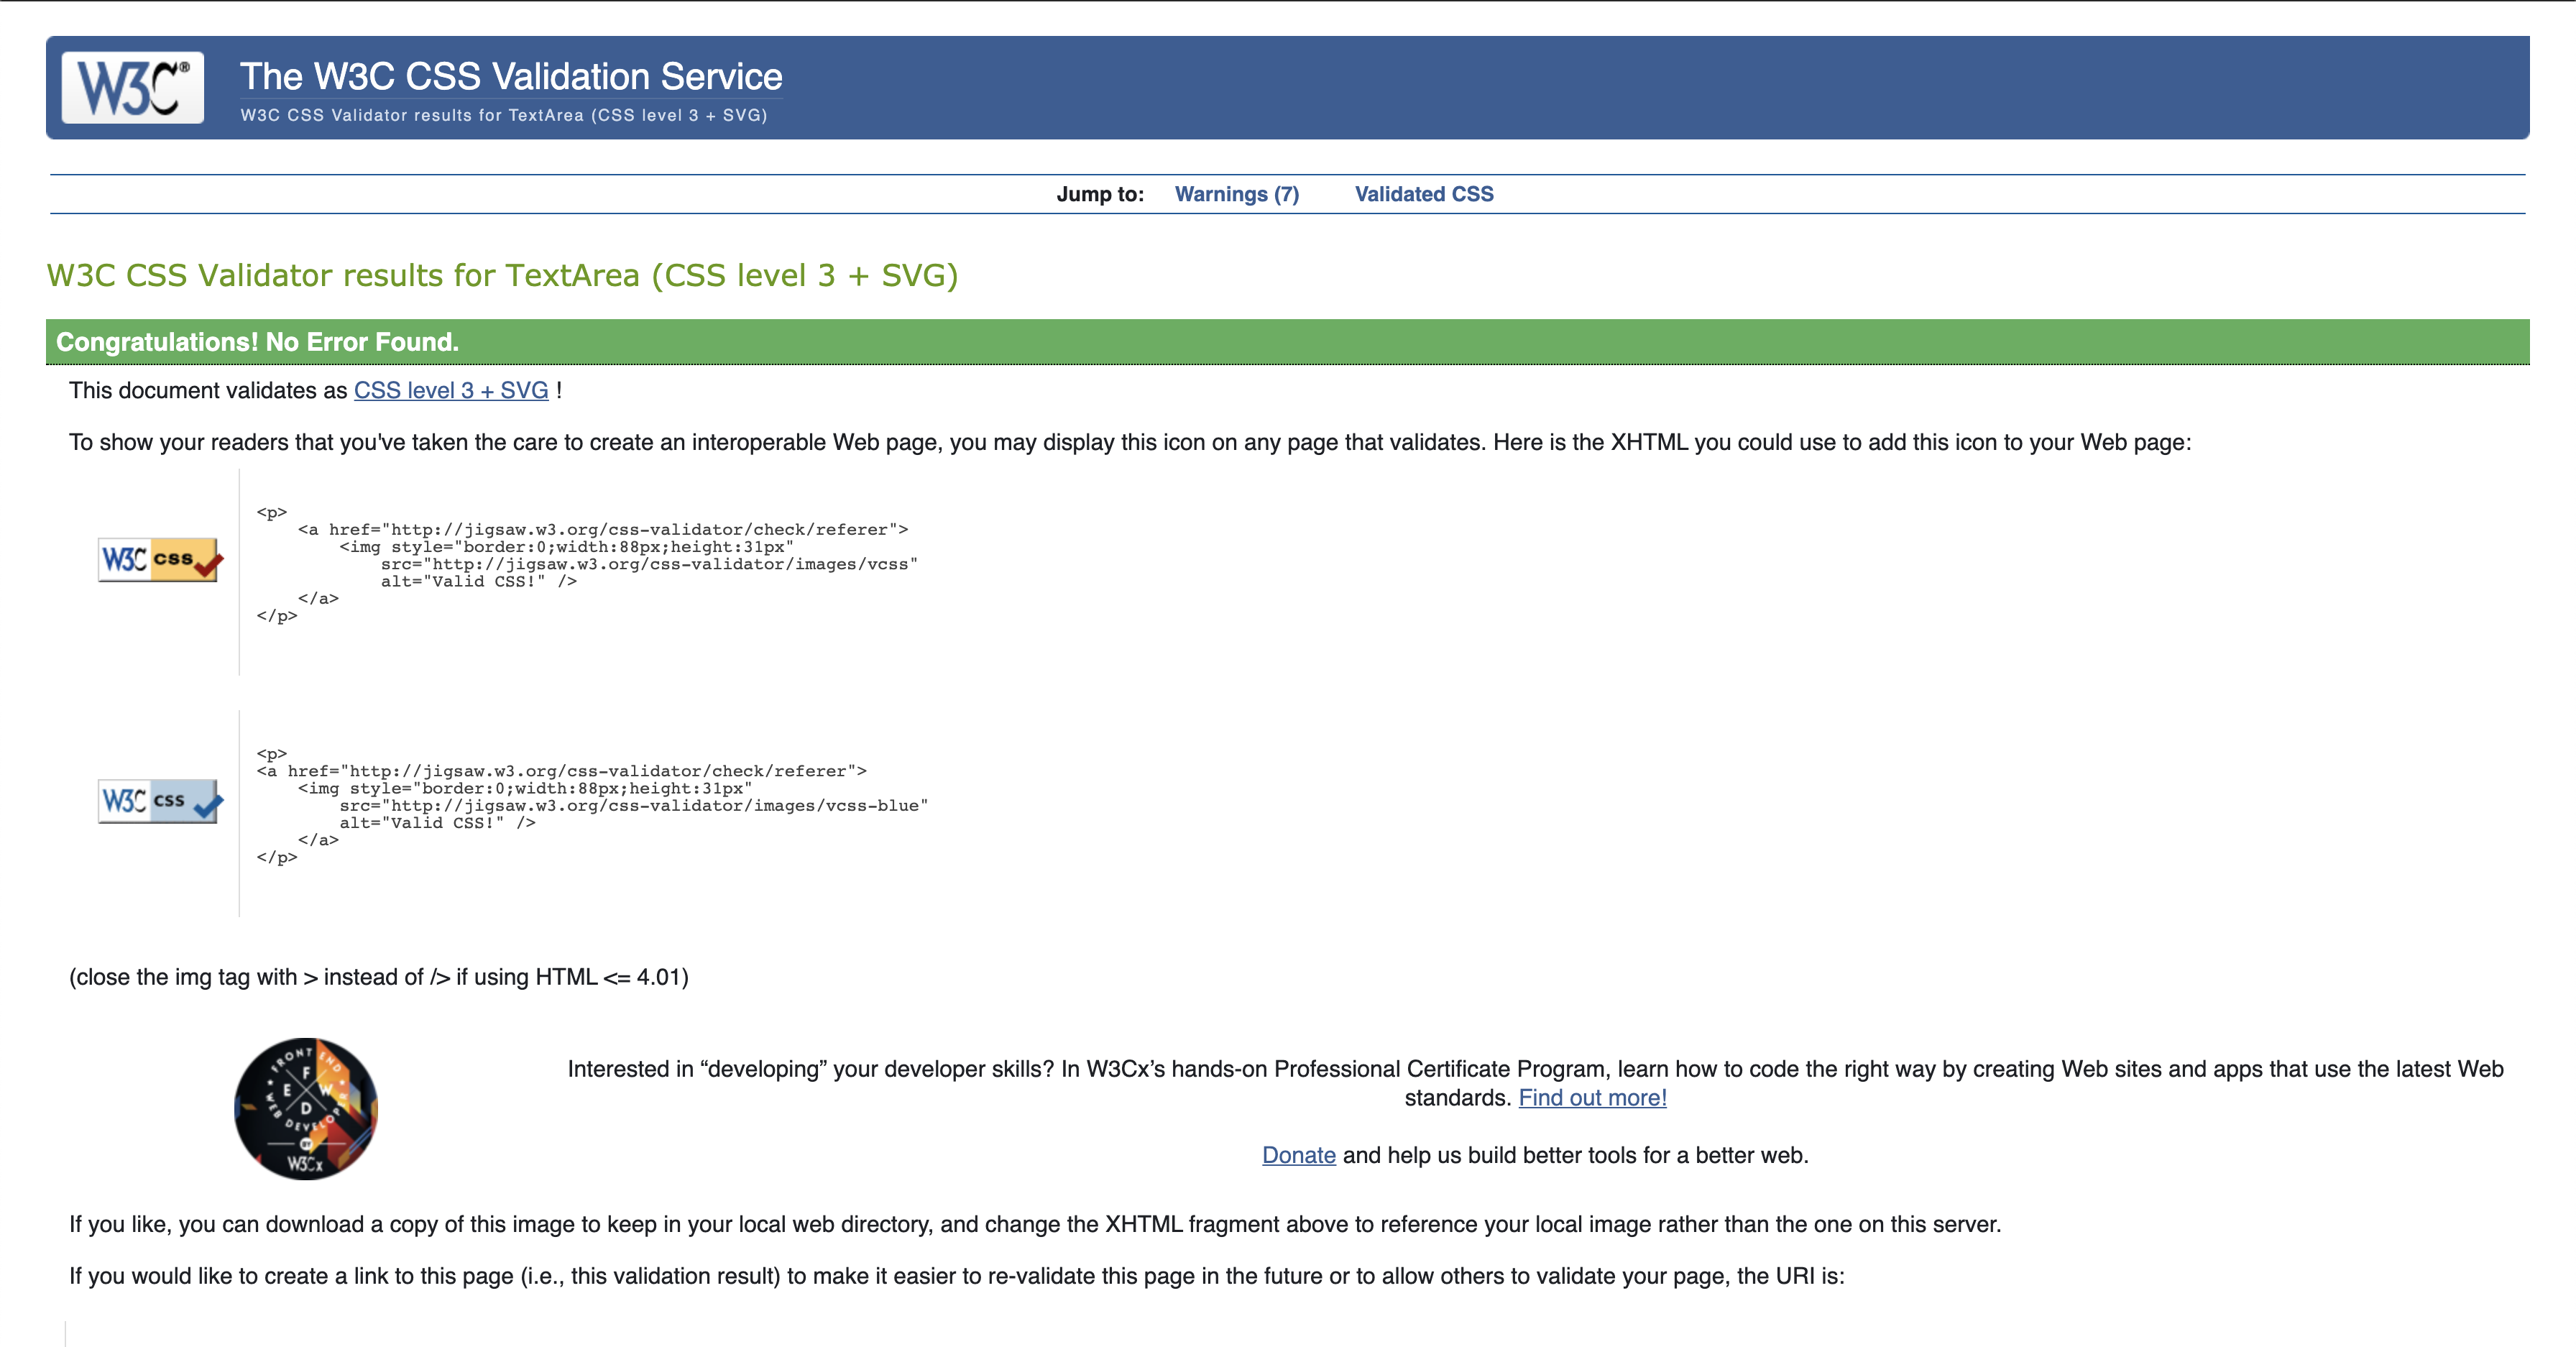 W3C®
The W3C CSS Validation Service
W3C CSS Validator results for TextArea (CSS level 3 + SVG)
Jump to: Warnings (7) Validated CSS
W3C CSS Validator results for TextArea (CSS level 3 + SVG)
Congratulations! No Error Found.
This document validates as CSS level 3 + SVG !
To show your readers that you've taken the care to create an interoperable Web page, you may display this icon on any page that validates. Here is the XHTML you could use to add this icon to your Web page:
W3C css
<p>
<a href="http://jigsaw.w3.org/css-validator/check/referer">
<img style="border:0;width:88px;height:31px"
src="http://jigsaw.w3.org/css-validator/images/vcss"
alt="Valid CSS!" />
</a>
</p>
W3C css
<p>
<a href="http://jigsaw.w3.org/css-validator/check/referer">
<img style="border:0;width:88px;height:31px"
src="http://jigsaw.w3.org/css-validator/images/vcss-blue"
alt="Valid CSS!" />
</a>
</p>
(close the img tag with > instead of /> if using HTML <= 4.01)
FRONT END
F E W D
WEB DEVELOPER
BY
W3Cx
Interested in “developing” your developer skills? In W3Cx’s hands-on Professional Certificate Program, learn how to code the right way by creating Web sites and apps that use the latest Web
standards. Find out more!
Donate and help us build better tools for a better web.
If you like, you can download a copy of this image to keep in your local web directory, and change the XHTML fragment above to reference your local image rather than the one on this server.
If you would like to create a link to this page (i.e., this validation result) to make it easier to re-validate this page in the future or to allow others to validate your page, the URI is: